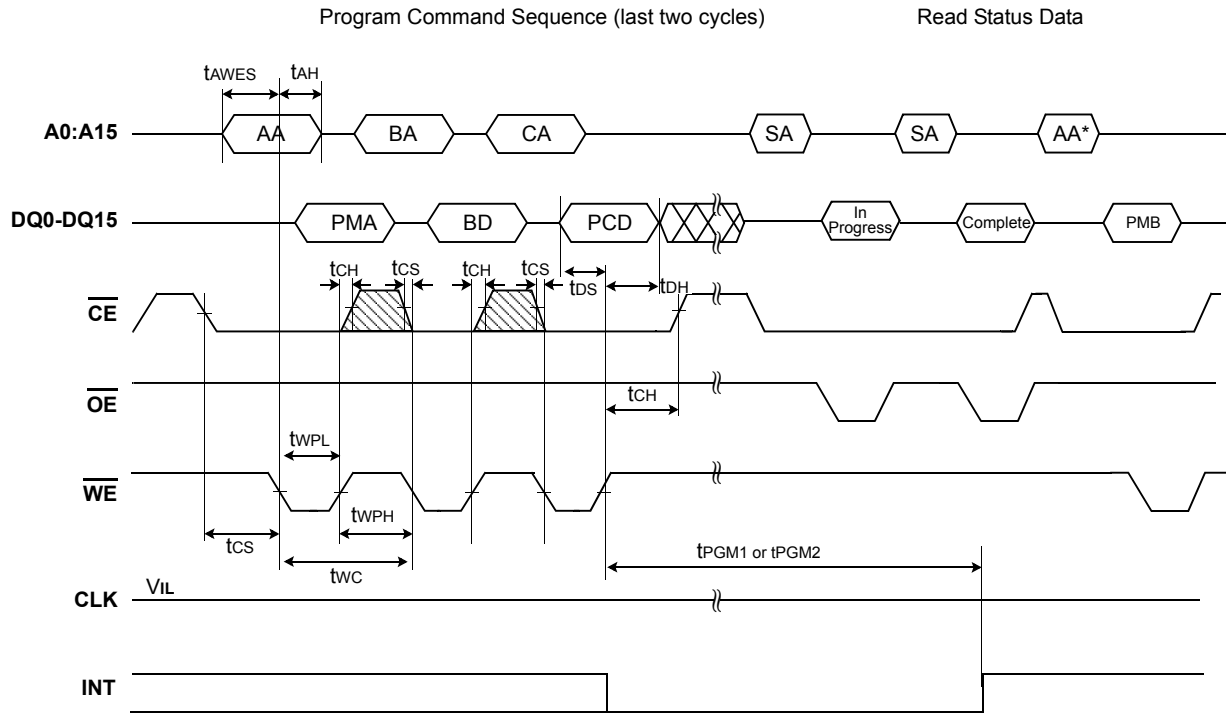 Program Command Sequence (last two cycles) Read Status Data
tAWES tAH
A0:A15 AA BA CA SA SA AA*
DQ0-DQ15 PMA BD PCD In Progress Complete PMB
tCH tCS tCH tCS tDS tDH
CE
tCH
OE
tWPL
WE
tWPH
tCS tPGM1 or tPGM2
tWC
CLK VIL
INT